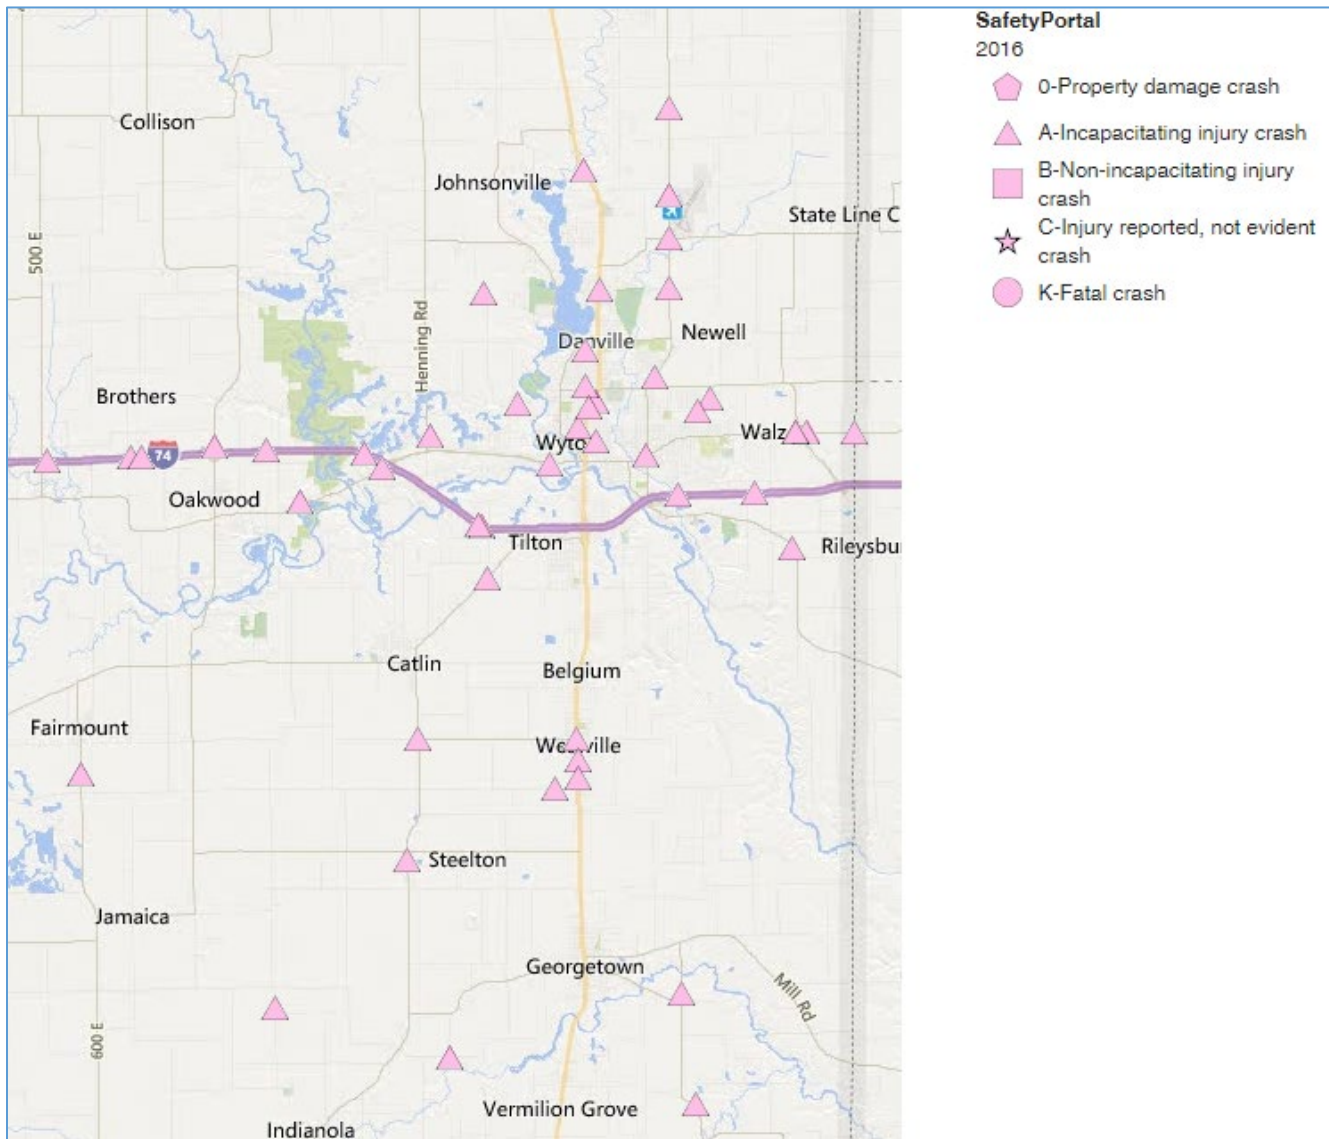 SafetyPortal
2016
0-Property damage crash
A-Incapacitating injury crash
B-Non-incapacitating injury
crash
C-Injury reported, not evident
crash
K-Fatal crash
Collison
Johnsonville
State Line C
500 E
Henning Rd
Danville
Newell
Brothers
Wyto
Walz
74
Oakwood
Tilton
Rileysbu
Catlin
Belgium
Fairmount
Steelton
Jamaica
Georgetown
Mill Rd
600 E
Vermilion Grove
Indianola